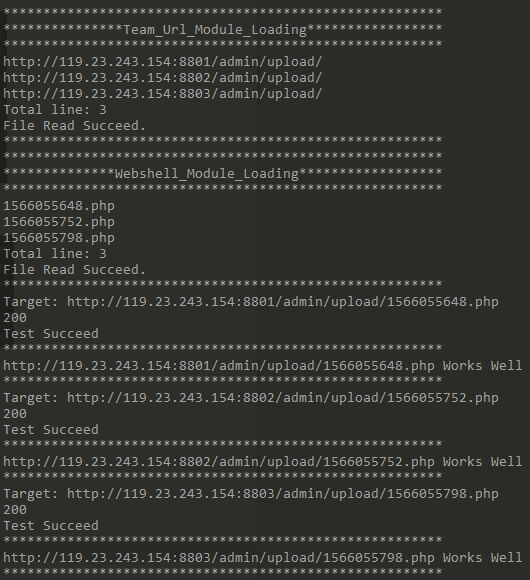 *******************************************************
***************Team_Url_Module_Loading*****************
*******************************************************
http://119.23.243.154:8801/admin/upload/
http://119.23.243.154:8802/admin/upload/
http://119.23.243.154:8803/admin/upload/
Total line: 3
File Read Succeed.
*******************************************************
*******************************************************
**************Webshell_Module_Loading******************
*******************************************************
1566055648.php
1566055752.php
1566055798.php
Total line: 3
File Read Succeed.
*******************************************************
Target: http://119.23.243.154:8801/admin/upload/1566055648.php
200
Test Succeed
*******************************************************
http://119.23.243.154:8801/admin/upload/1566055648.php Works Well
*******************************************************
Target: http://119.23.243.154:8802/admin/upload/1566055752.php
200
Test Succeed
*******************************************************
http://119.23.243.154:8802/admin/upload/1566055752.php Works Well
*******************************************************
Target: http://119.23.243.154:8803/admin/upload/1566055798.php
200
Test Succeed
*******************************************************
http://119.23.243.154:8803/admin/upload/1566055798.php Works Well
*******************************************************